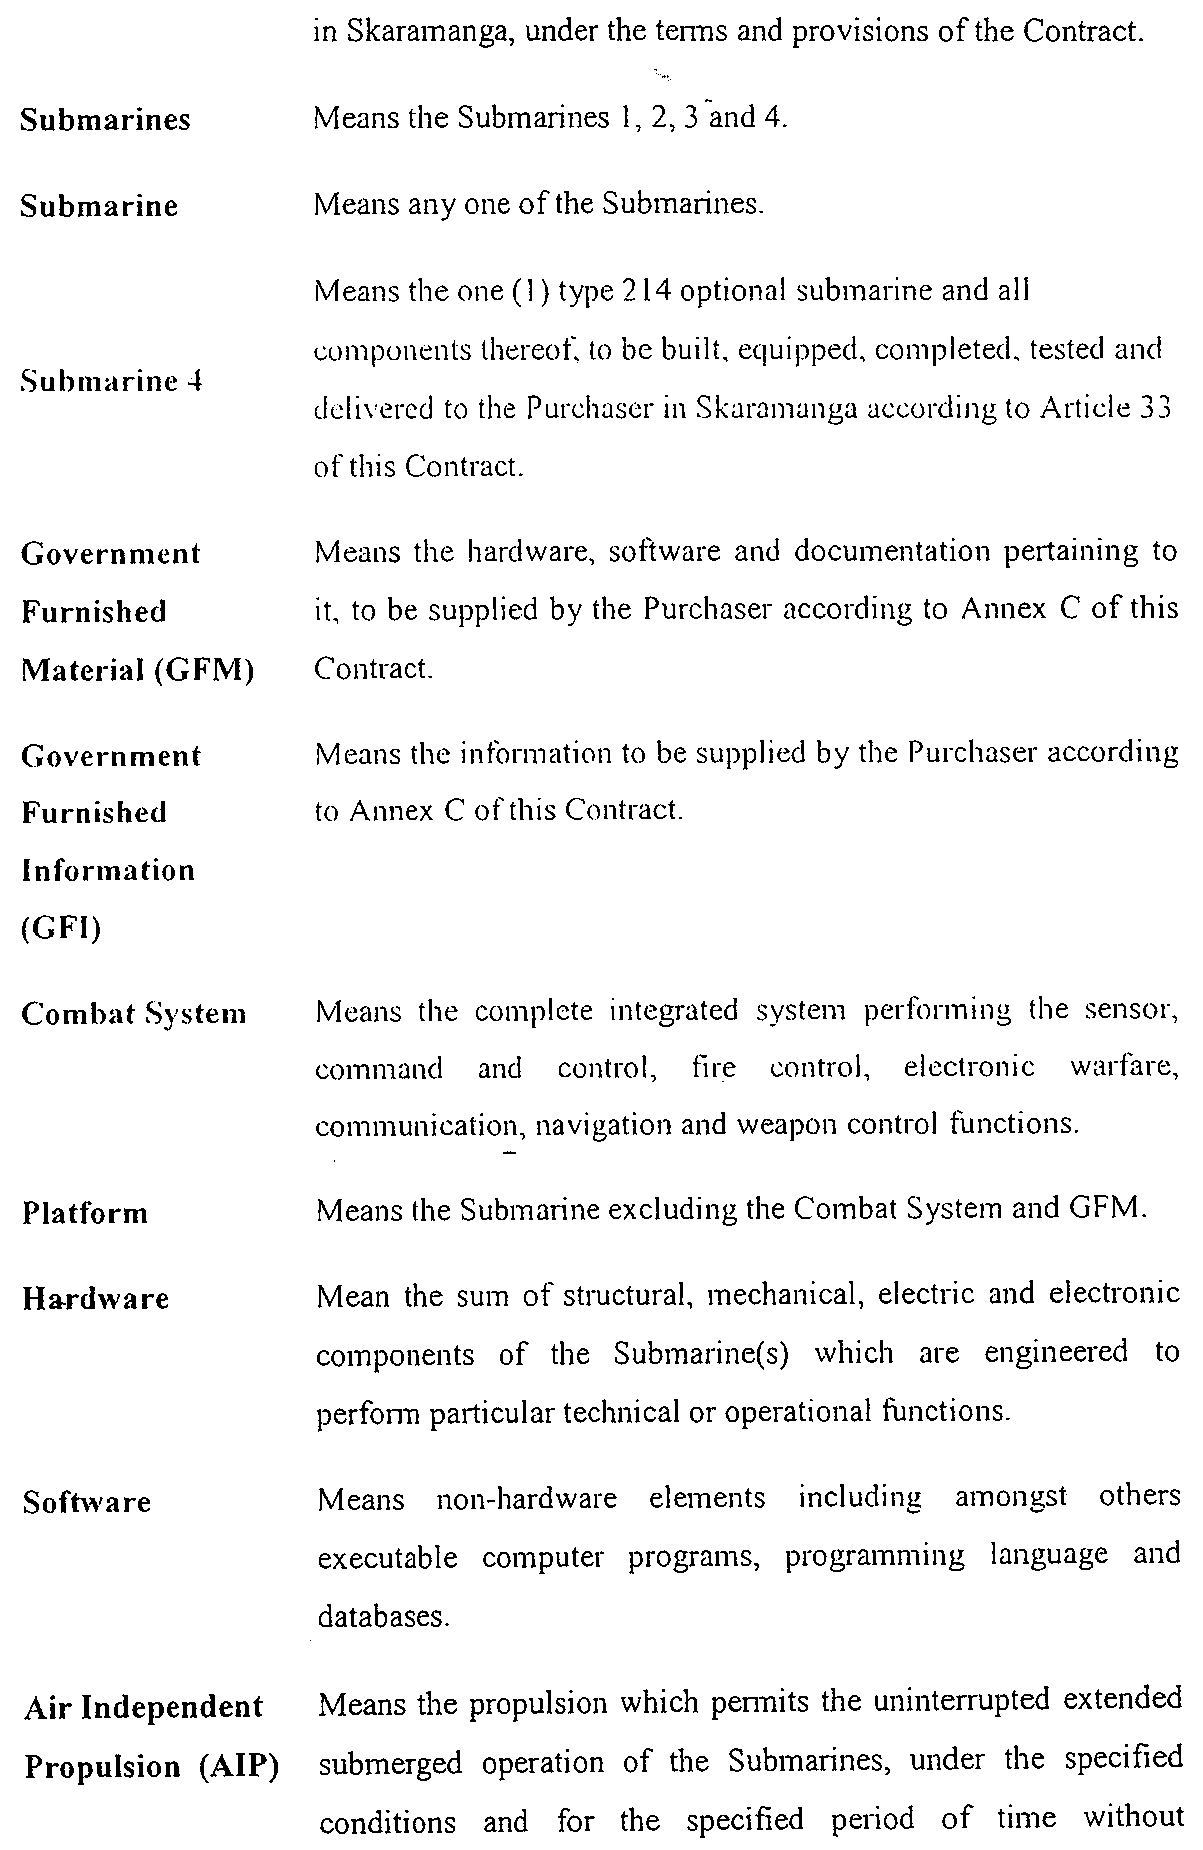 in Skaramanga, under the terms and provisions of the Contract.
Submarines Means the Submarines 1, 2, 3 and 4.
Submarine Means any one of the Submarines.
Means the one (1) type 214 optional submarine and all
components thereof, to be built, equipped, completed, tested and
Submarine 4
delivered to the Purchaser in Skaramanga according to Article 33
of this Contract.
Government Means the hardware, software and documentation pertaining to
Furnished it, to be supplied by the Purchaser according to Annex C of this
Material (GFM) Contract.
Government Means the information to be supplied by the Purchaser according
Furnished to Annex C of this Contract.
Information
(GFI)
Combat System Means the complete integrated system performing the sensor,
command and control, fire control, electronic warfare,
communication, navigation and weapon control functions.
Platform Means the Submarine excluding the Combat System and GFM.
Hardware Mean the sum of structural, mechanical, electric and electronic
components of the Submarine(s) which are engineered to
perform particular technical or operational functions.
Software Means non-hardware elements including amongst others
executable computer programs, programming language and
databases.
Air Independent Means the propulsion which permits the uninterrupted extended
Propulsion (AIP) submerged operation of the Submarines, under the specified
conditions and for the specified period of time without